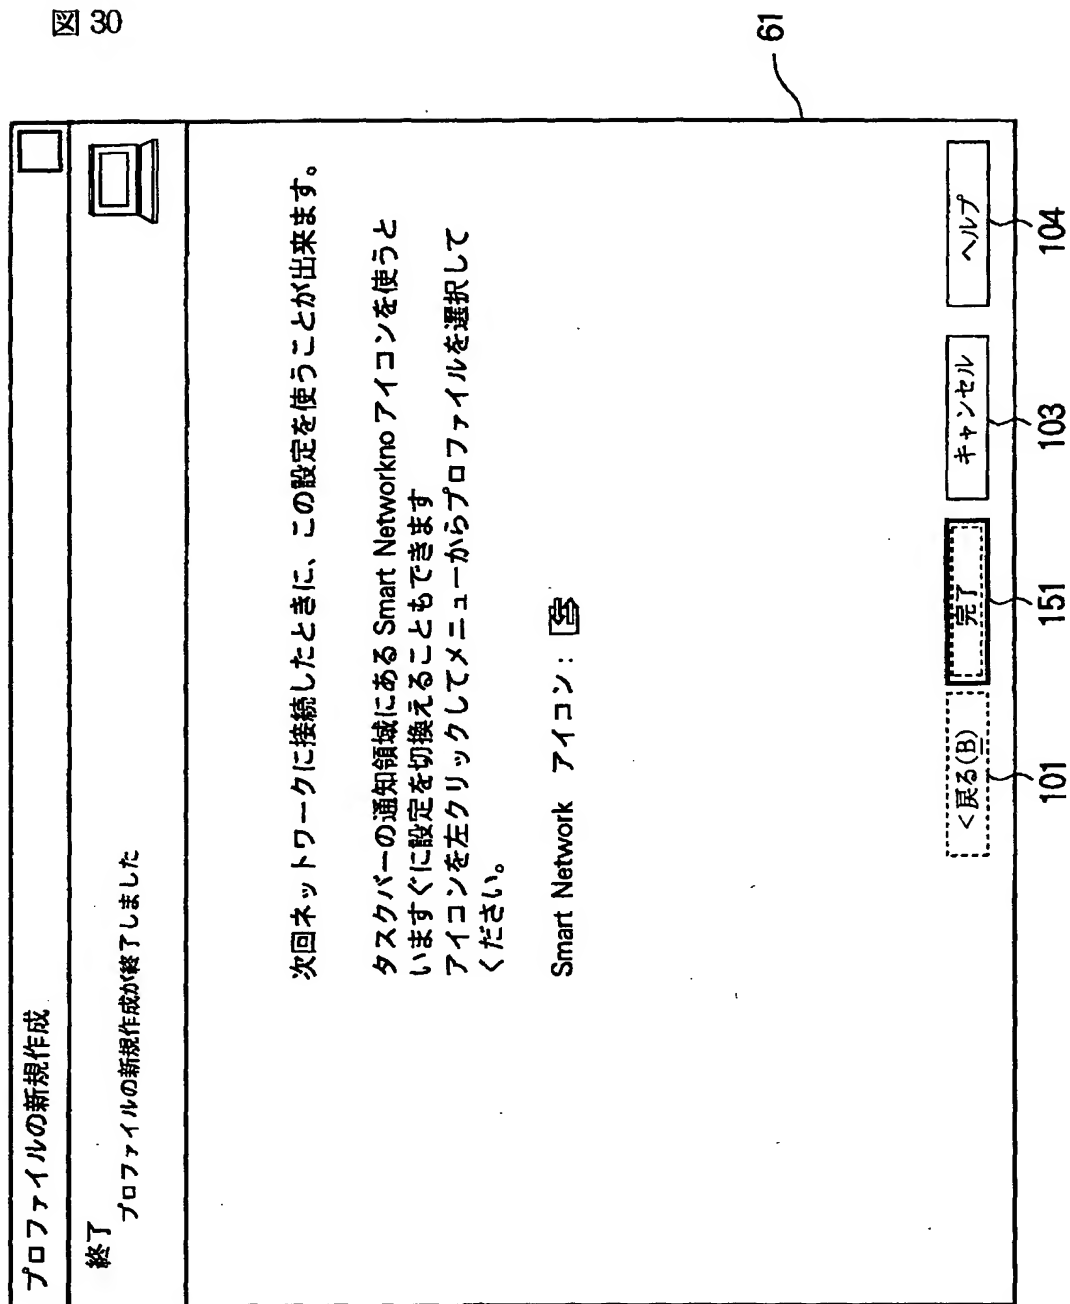 図 30
61
プロファイルの新規作成
終了
プロファイルの新規作成が終了しました
次回ネットワークに接続したときに、この設定を使うことが出来ます。
タスクバーの通知領域にある Smart Networkno アイコンを使うと
いますぐに設定を切換えることもできます
アイコンを左クリックしてメニューからプロファイルを選択して
ください。
Smart Network アイコン:
<戻る(B) 完了 キャンセル ヘルプ
101 151 103 104